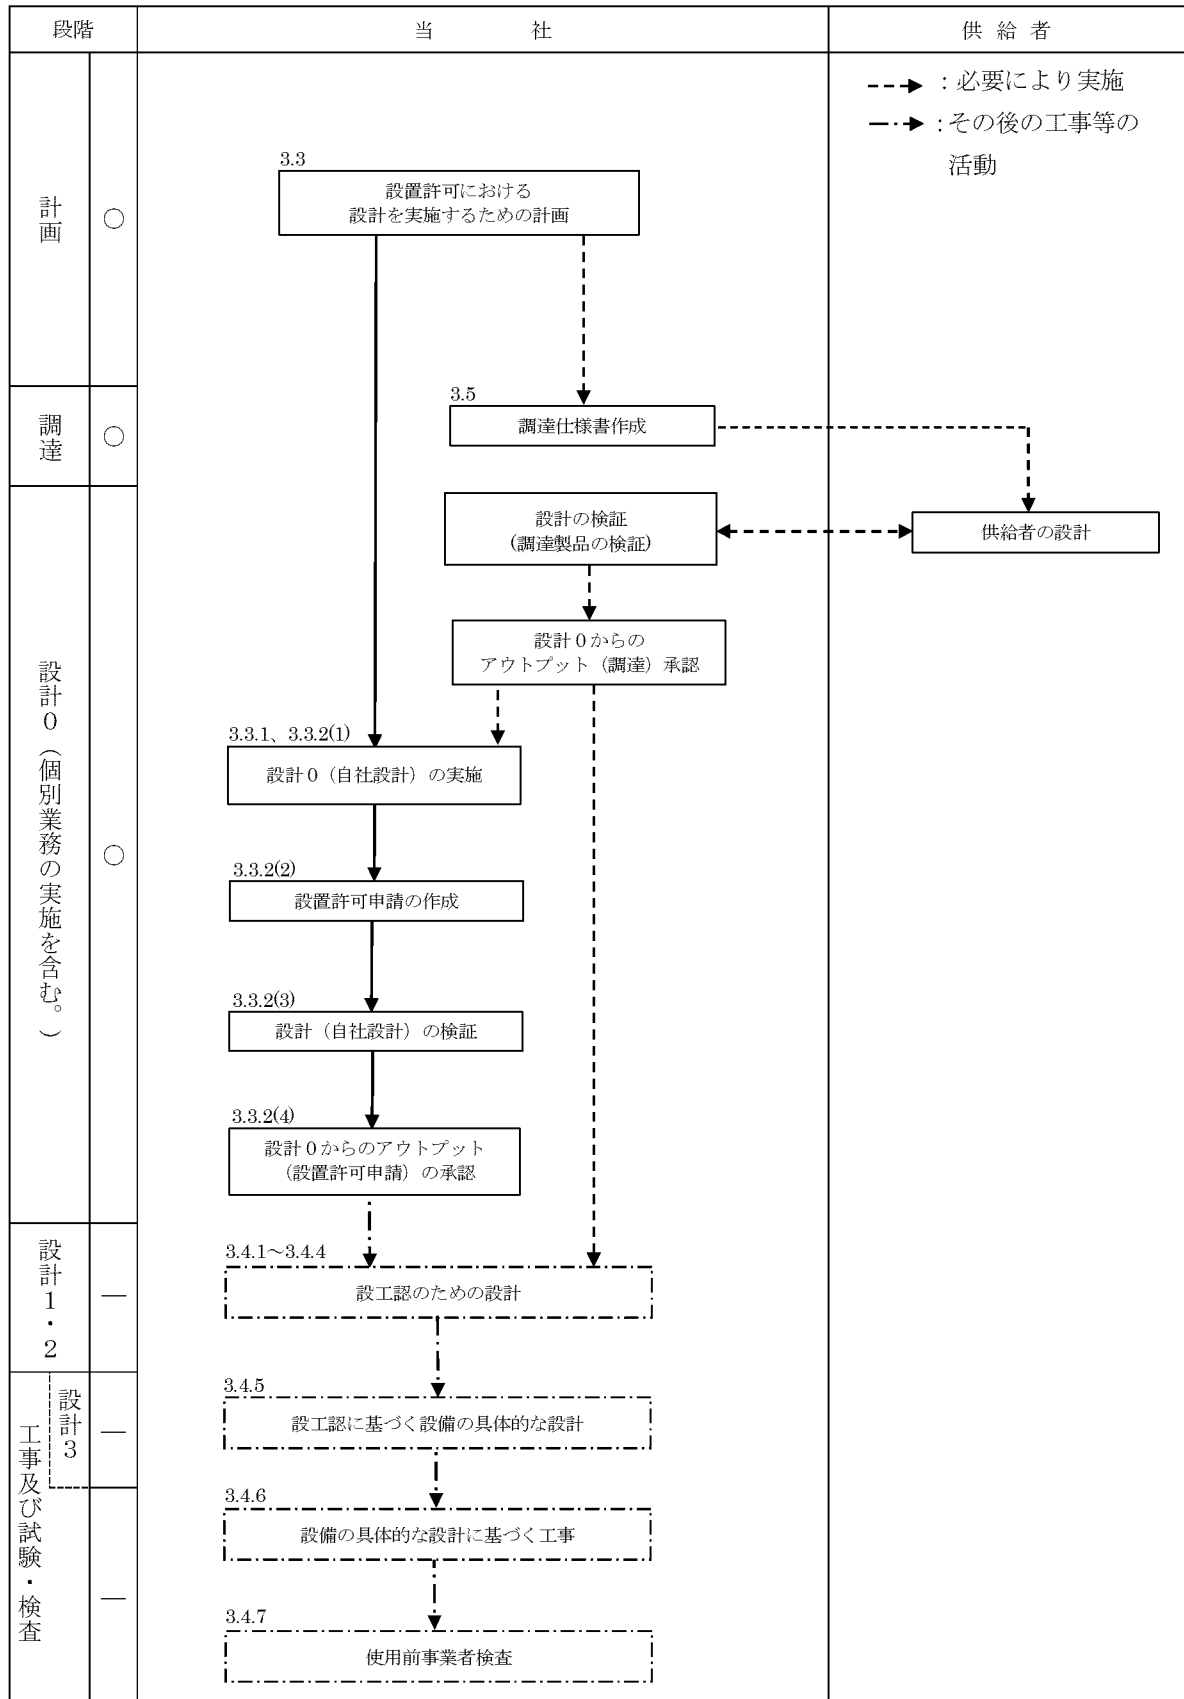 段階
当 社
供 給 者
：必要により実施
：その後の工事等の
活動
計画
○
3.3
設置許可における
設計を実施するための計画
調達
○
3.5
調達仕様書作成
設計の検証
(調達製品の検証)
供給者の設計
設計０からの
アウトプット（調達）承認
設計０（個別業務の実施を含む。）
○
3.3.1、3.3.2(1)
設計０（自社設計）の実施
3.3.2(2)
設置許可申請の作成
3.3.2(3)
設計（自社設計）の検証
3.3.2(4)
設計０からのアウトプット
（設置許可申請）の承認
設計１・２
―
3.4.1～3.4.4
設工認のための設計
工事及び試験・検査
設計３
―
3.4.5
設工認に基づく設備の具体的な設計
3.4.6
設備の具体的な設計に基づく工事
―
3.4.7
使用前事業者検査